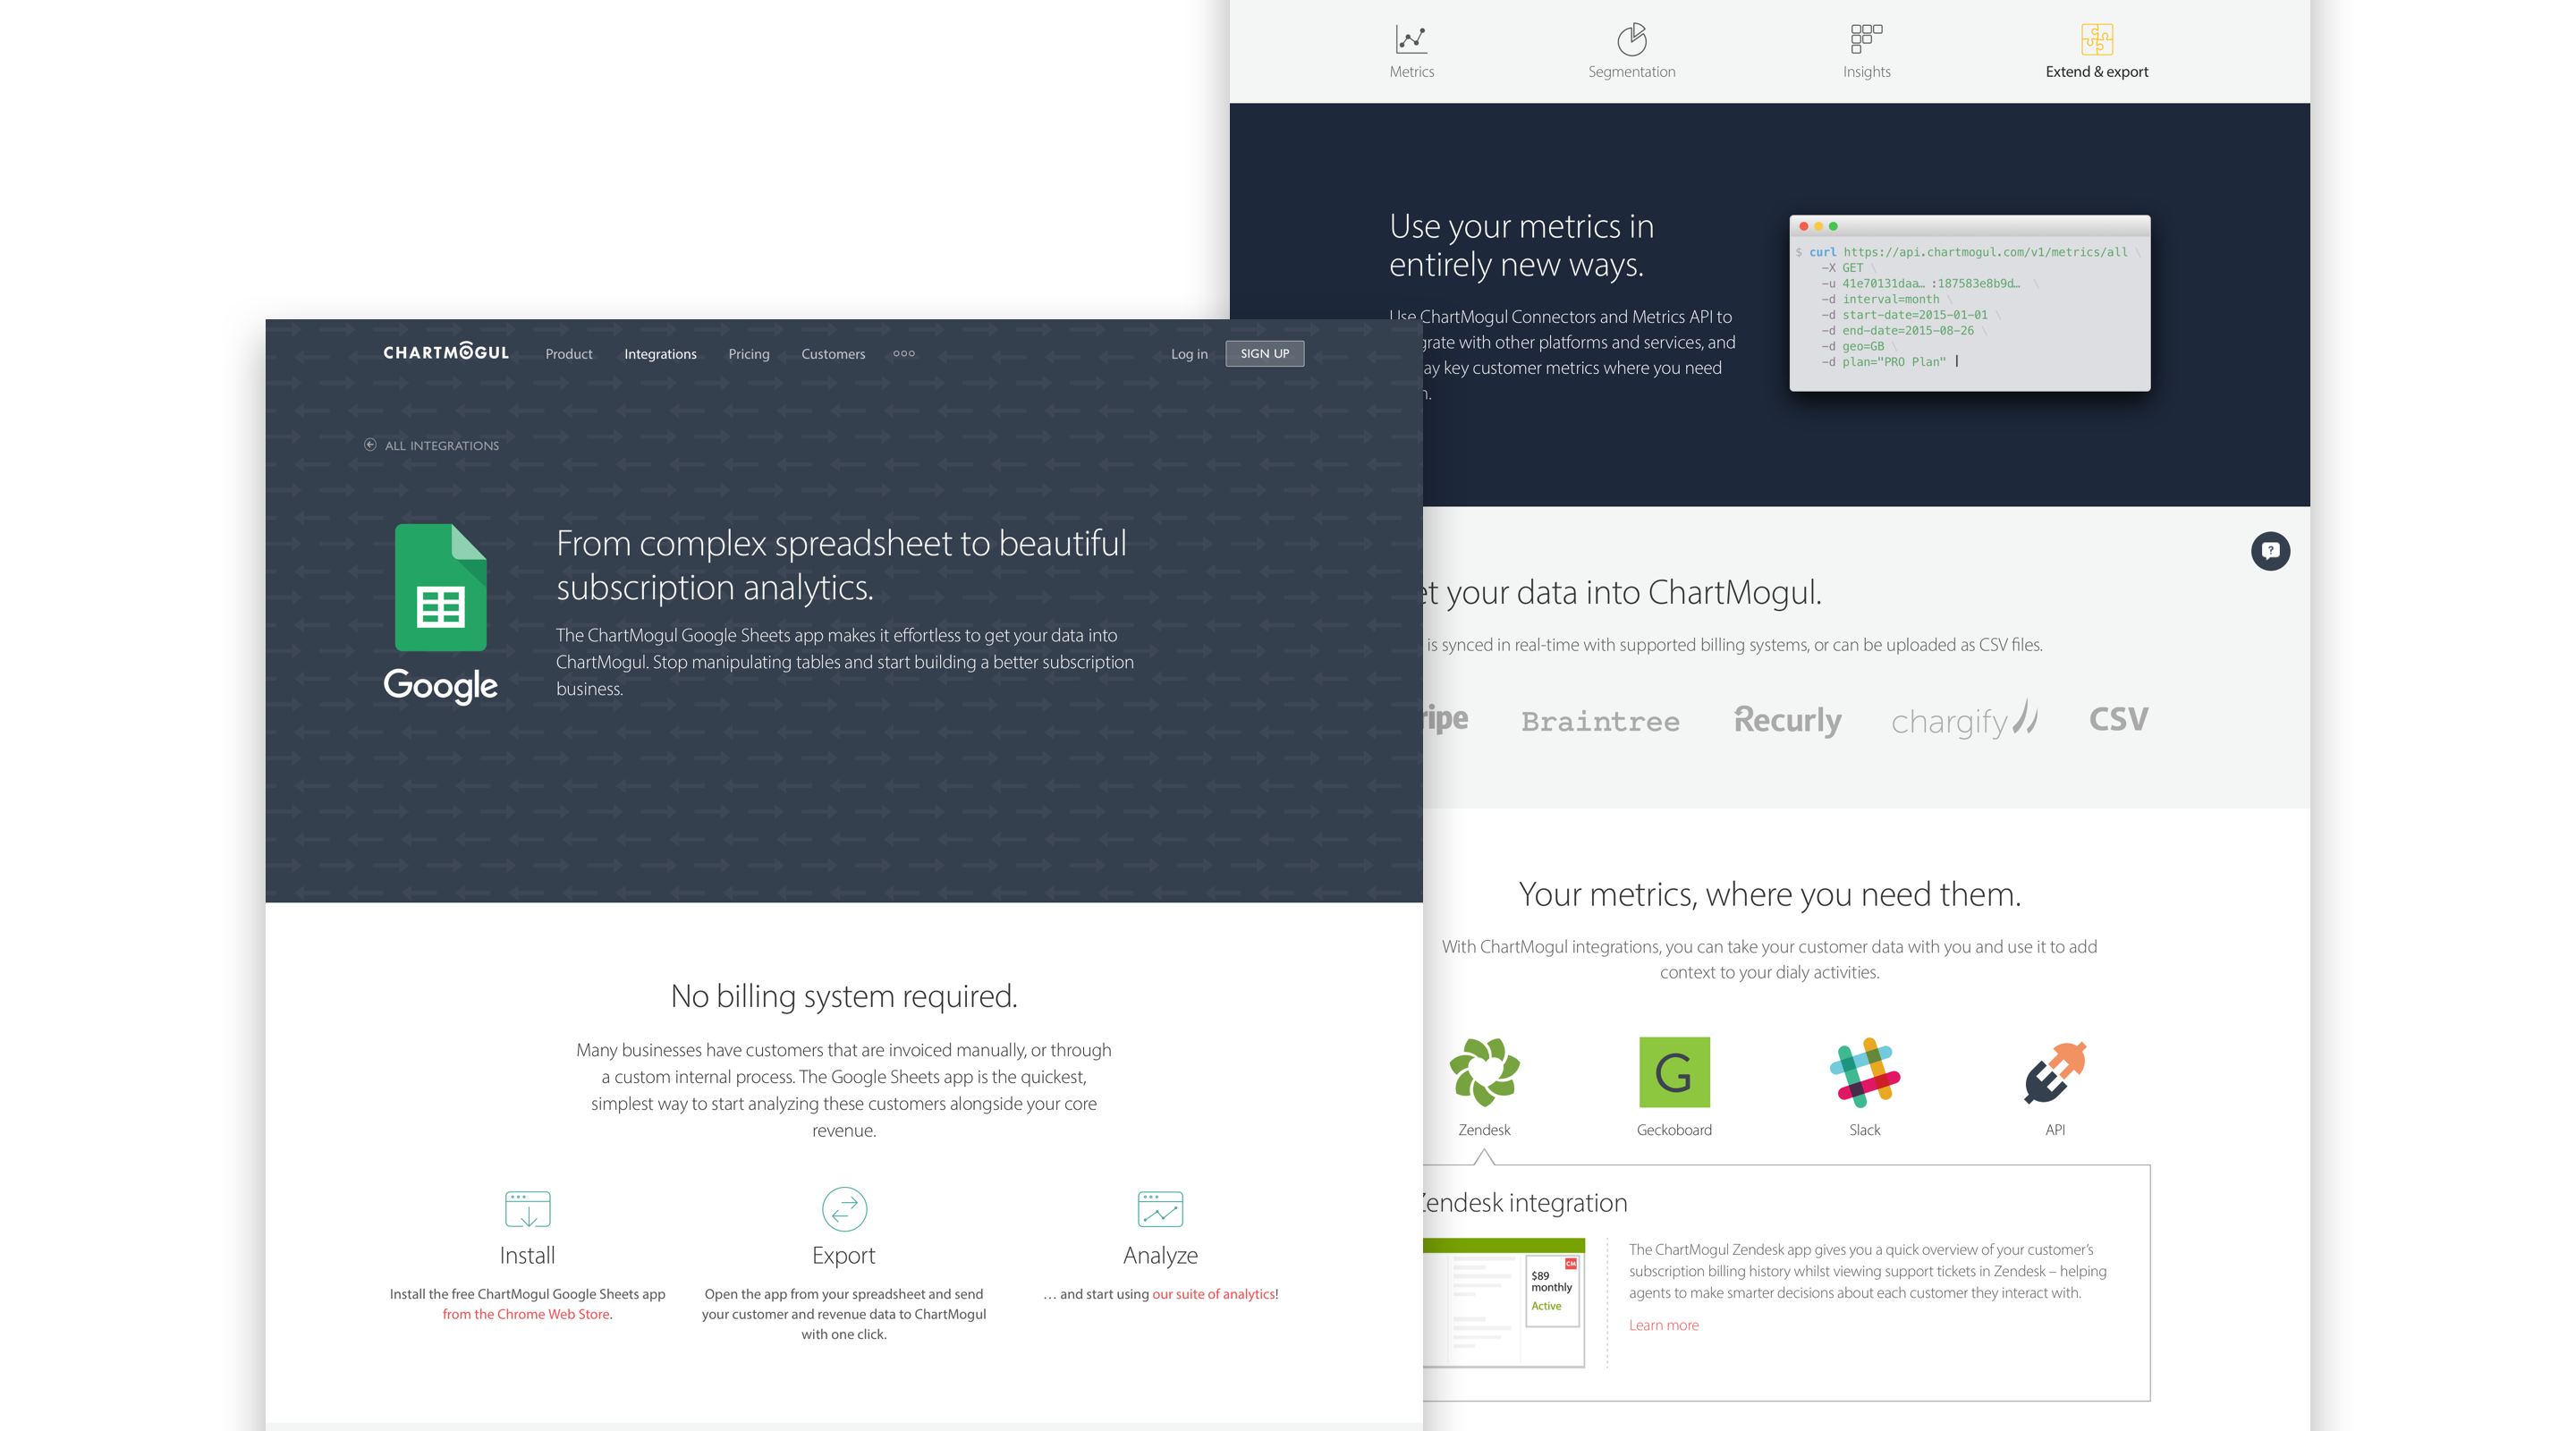 Metrics
Segmentation
Insights
Extend & export
Use your metrics in
entirely new ways.
Use ChartMogul Connectors and Metrics API to
with other platforms and services, and
key customer metrics where you need
$ curl https://api.chartmogul.com/v1/metrics/all \
-X GET \
-u 41e70131daa… :187583e8b9d… \
-d interval=month \
-d start-date=2015-01-01 \
-d end-date=2015-08-26 \
-d geo=GB \
-d plan="PRO Plan"
your data into ChartMogul.
is synced in real-time with supported billing systems, or can be uploaded as CSV files.
Braintree
Recurly
chargify
CSV
Your metrics, where you need them.
With ChartMogul integrations, you can take your customer data with you and use it to add
context to your dialy activities.
Zendesk
Geckoboard
Slack
API
Zendesk integration
CM
$89
monthly
Active
The ChartMogul Zendesk app gives you a quick overview of your customer's
subscription billing history whilst viewing support tickets in Zendesk – helping
agents to make smarter decisions about each customer they interact with.
Learn more
CHARTMOGUL
Product
Integrations
Pricing
Customers
Log in
SIGN UP
ALL INTEGRATIONS
Google
From complex spreadsheet to beautiful
subscription analytics.
The ChartMogul Google Sheets app makes it effortless to get your data into
ChartMogul. Stop manipulating tables and start building a better subscription
business.
No billing system required.
Many businesses have customers that are invoiced manually, or through
a custom internal process. The Google Sheets app is the quickest,
simplest way to start analyzing these customers alongside your core
revenue.
Install
Install the free ChartMogul Google Sheets app
from the Chrome Web Store.
Export
Open the app from your spreadsheet and send
your customer and revenue data to ChartMogul
with one click.
Analyze
… and start using our suite of analytics!